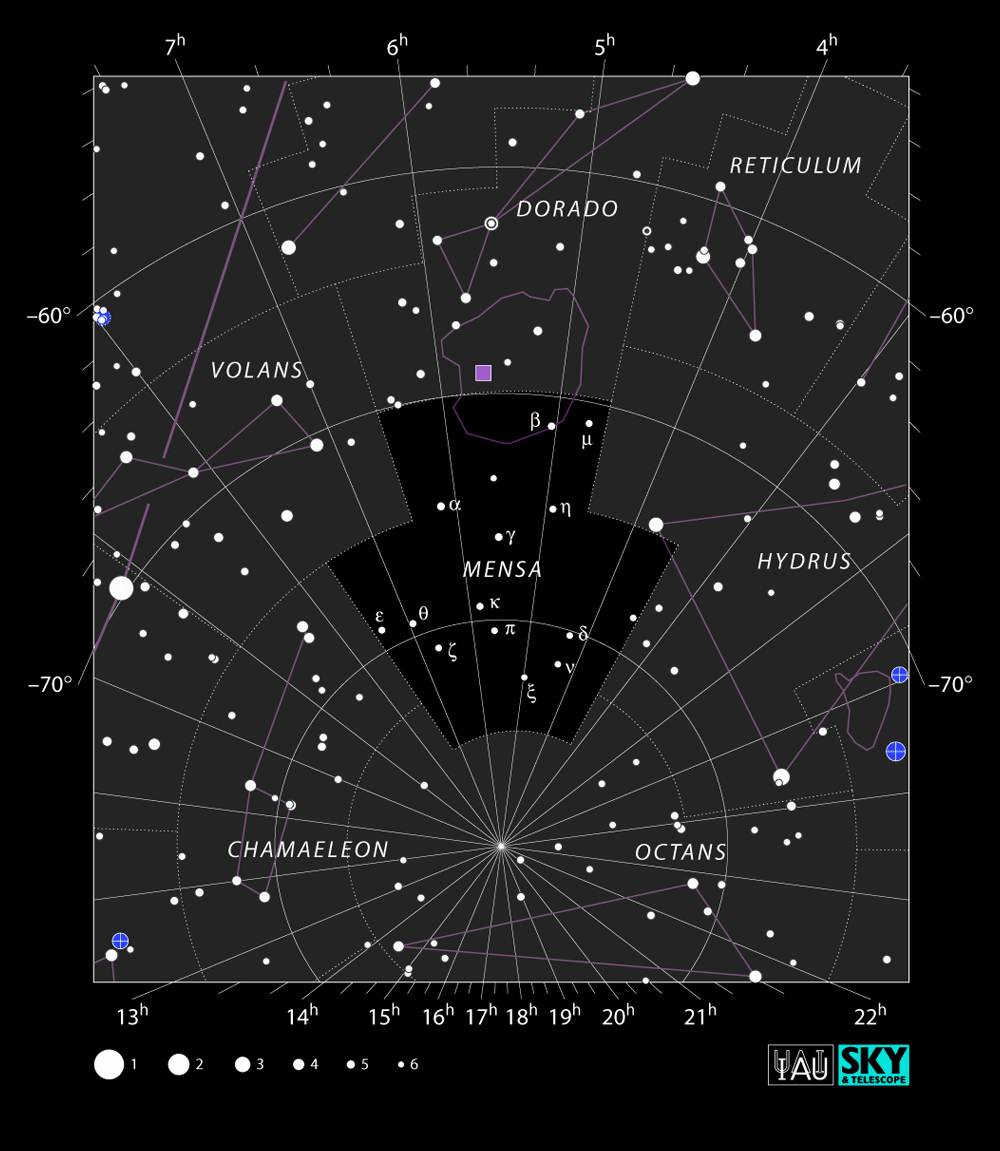 7h 6h 5h 4h
RETICULUM
DORADO
–60° –60°
VOLANS
β
μ
α η
γ
HYDRUS
MENSA
κ
ε θ
π δ
ζ
ν
–70° –70°
ξ
CHAMAELEON OCTANS
13h 14h 15h 16h 17h 18h 19h 20h 21h 22h
1 2 3 4 5 6
IAU
SKY
& TELESCOPE